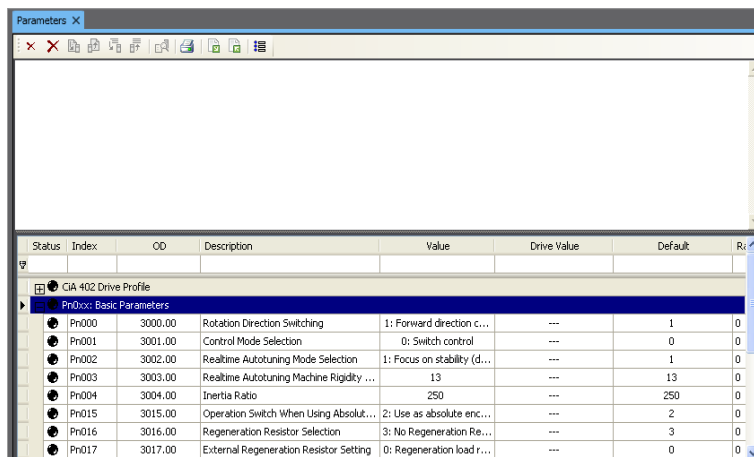 Parameters
Status Index OD Description Value Drive Value Default Ra
CiA 402 Drive Profile
Pn0xx: Basic Parameters
Pn000 3000.00 Rotation Direction Switching 1: Forward direction c... --- 1 0
Pn001 3001.00 Control Mode Selection 0: Switch control --- 0 0
Pn002 3002.00 Realtime Autotuning Mode Selection 1: Focus on stability (d... --- 1 0
Pn003 3003.00 Realtime Autotuning Machine Rigidity ... 13 --- 13 0
Pn004 3004.00 Inertia Ratio 250 --- 250 0
Pn015 3015.00 Operation Switch When Using Absolut... 2: Use as absolute enc... --- 2 0
Pn016 3016.00 Regeneration Resistor Selection 3: No Regeneration Re... --- 3 0
Pn017 3017.00 External Regeneration Resistor Setting 0: Regeneration load r... --- 0 0